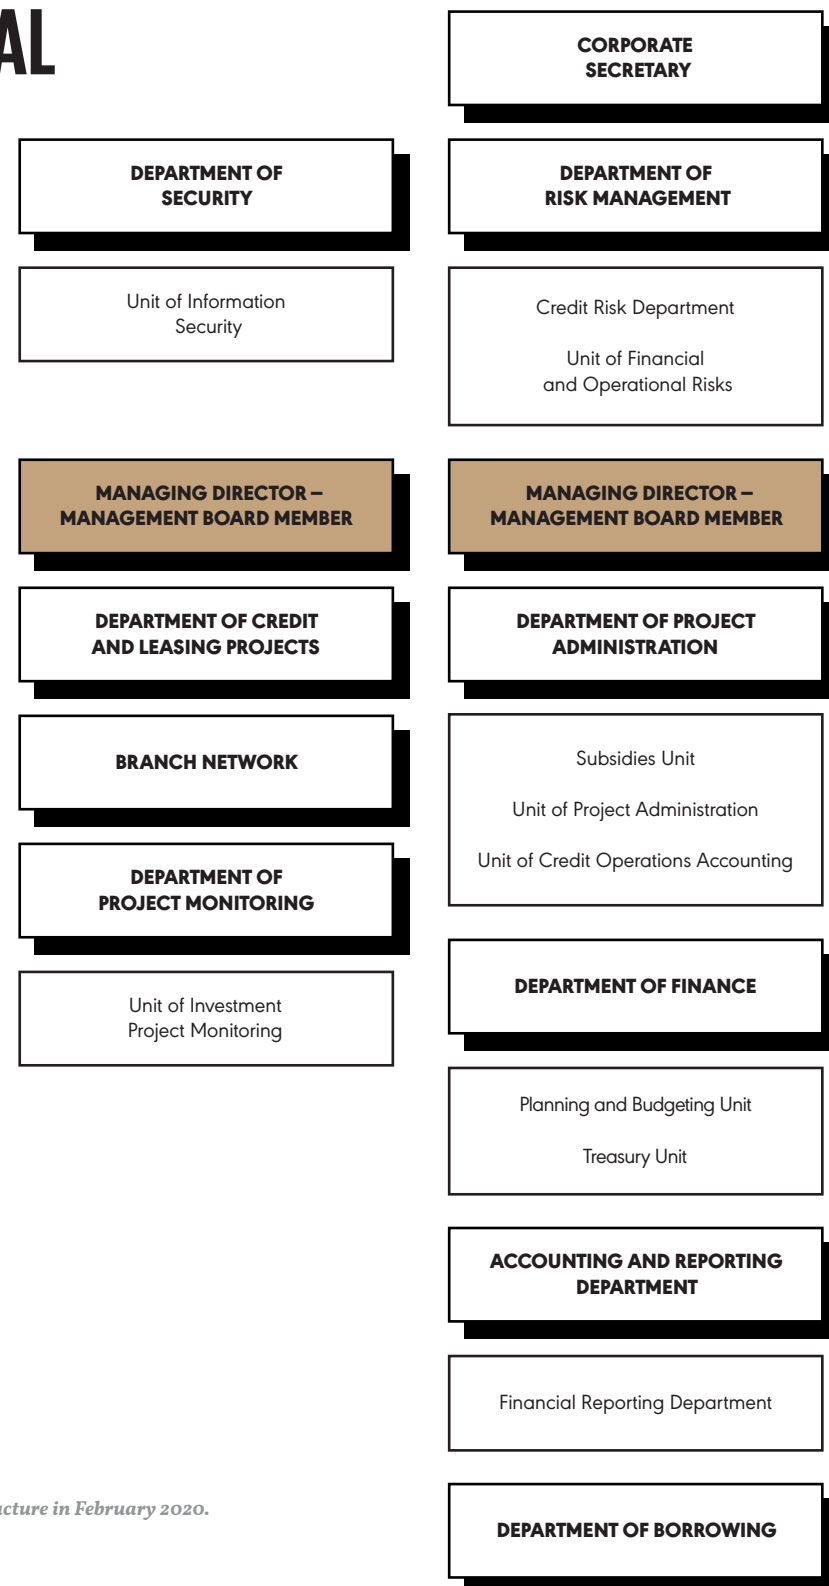 AL
CORPORATE
SECRETARY
DEPARTMENT OF
SECURITY
DEPARTMENT OF
RISK MANAGEMENT
Unit of Information
Security
Credit Risk Department
Unit of Financial
and Operational Risks
MANAGING DIRECTOR –
MANAGEMENT BOARD MEMBER
MANAGING DIRECTOR –
MANAGEMENT BOARD MEMBER
DEPARTMENT OF CREDIT
AND LEASING PROJECTS
DEPARTMENT OF PROJECT
ADMINISTRATION
BRANCH NETWORK
Subsidies Unit
Unit of Project Administration
Unit of Credit Operations Accounting
DEPARTMENT OF
PROJECT MONITORING
DEPARTMENT OF FINANCE
Unit of Investment
Project Monitoring
Planning and Budgeting Unit
Treasury Unit
ACCOUNTING AND REPORTING
DEPARTMENT
Financial Reporting Department
cture in February 2020.
DEPARTMENT OF BORROWING